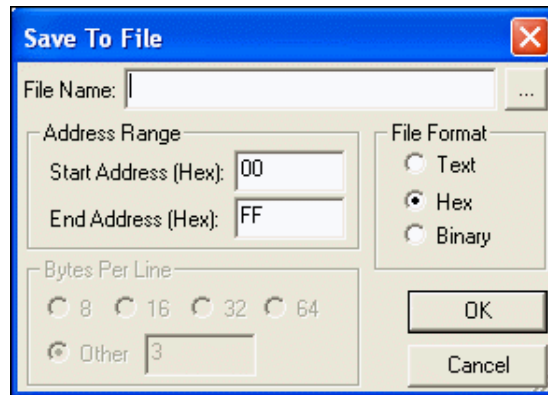 Save To File
File Name:
...
Address Range
Start Address (Hex): 00
End Address (Hex): FF
File Format
Text
Hex
Binary
Bytes Per Line
8 16 32 64
Other 3
OK
Cancel